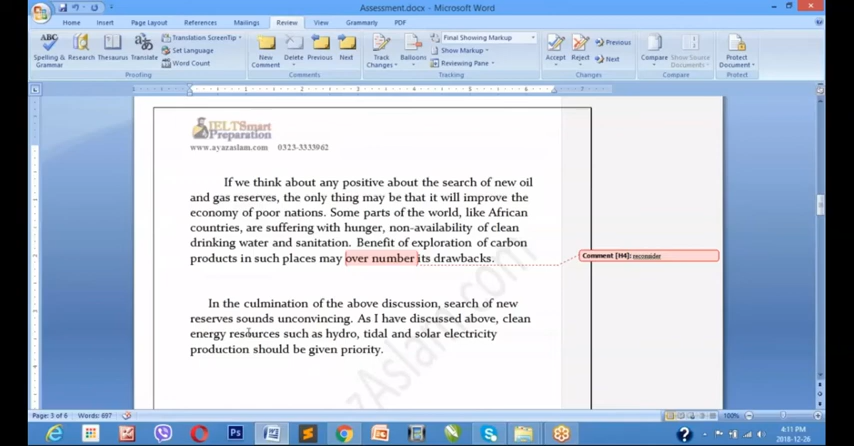 Assessment.docx - Microsoft Word
Home Insert Page Layout References Mailings Review View Grammarly PDF
Spelling & Grammar
Research
Thesaurus
Translate
Translation ScreenTip
Set Language
Word Count
Proofing
New Comment
Delete
Previous
Next
Comments
Track Changes
Balloons
Final Showing Markup
Show Markup
Reviewing Pane
Tracking
Accept
Reject
Previous
Next
Changes
Compare
Show Source Documents
Compare
Protect Document
Protect
IELTSmart
Preparation
www.ayazaslam.com 0323-3333962
If we think about any positive about the search of new oil
and gas reserves, the only thing may be that it will improve the
economy of poor nations. Some parts of the world, like African
countries, are suffering with hunger, non-availability of clean
drinking water and sanitation. Benefit of exploration of carbon
products in such places may over number its drawbacks.
Comment [H4]: reconsider
In the culmination of the above discussion, search of new
reserves sounds unconvincing. As I have discussed above, clean
energy resources such as hydro, tidal and solar electricity
production should be given priority.
Page: 3 of 6 Words: 697
100%
4:11 PM
2018-12-26